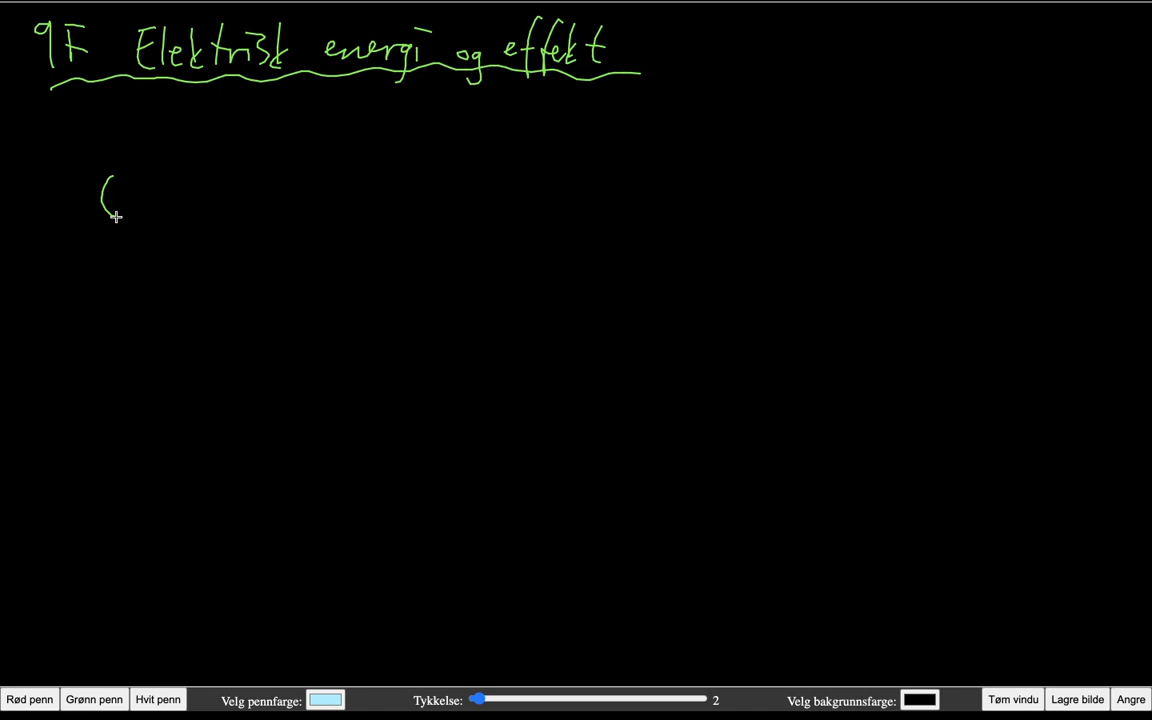 9F Elektrisk energi og effekt
(
Rød penn Grønn penn Hvit penn Velg pennfarge: Tykkelse: 2 Velg bakgrunnsfarge: Tøm vindu Lagre bilde Angre